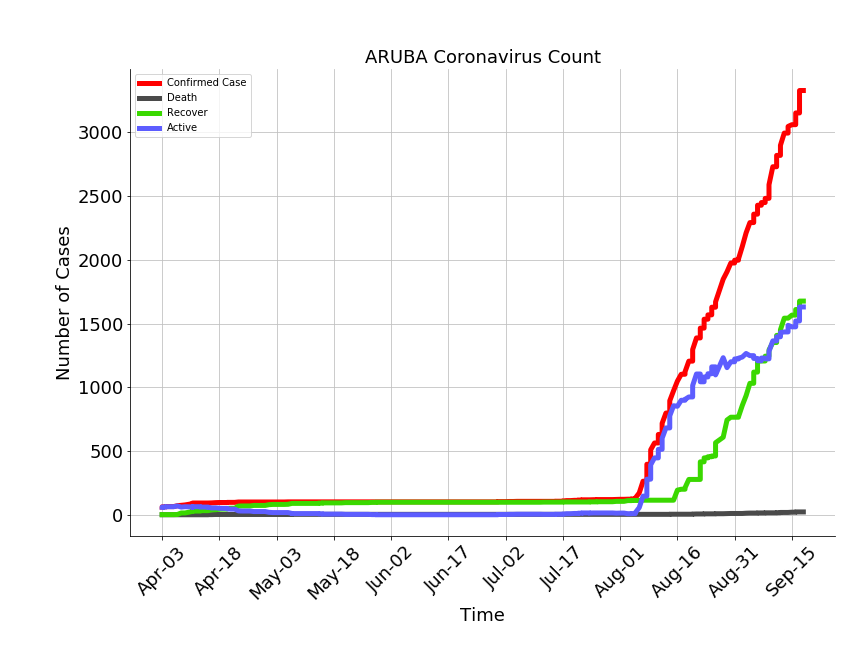 ARUBA Coronavirus Count
Confirmed Case
Death
Recover
Active
3000
2500
2000
1500
1000
500
0
Number of Cases
Apr-03
Apr-18
May-03
May-18
Jun-02
Jun-17
Jul-02
Jul-17
Aug-01
Aug-16
Aug-31
Sep-15
Time